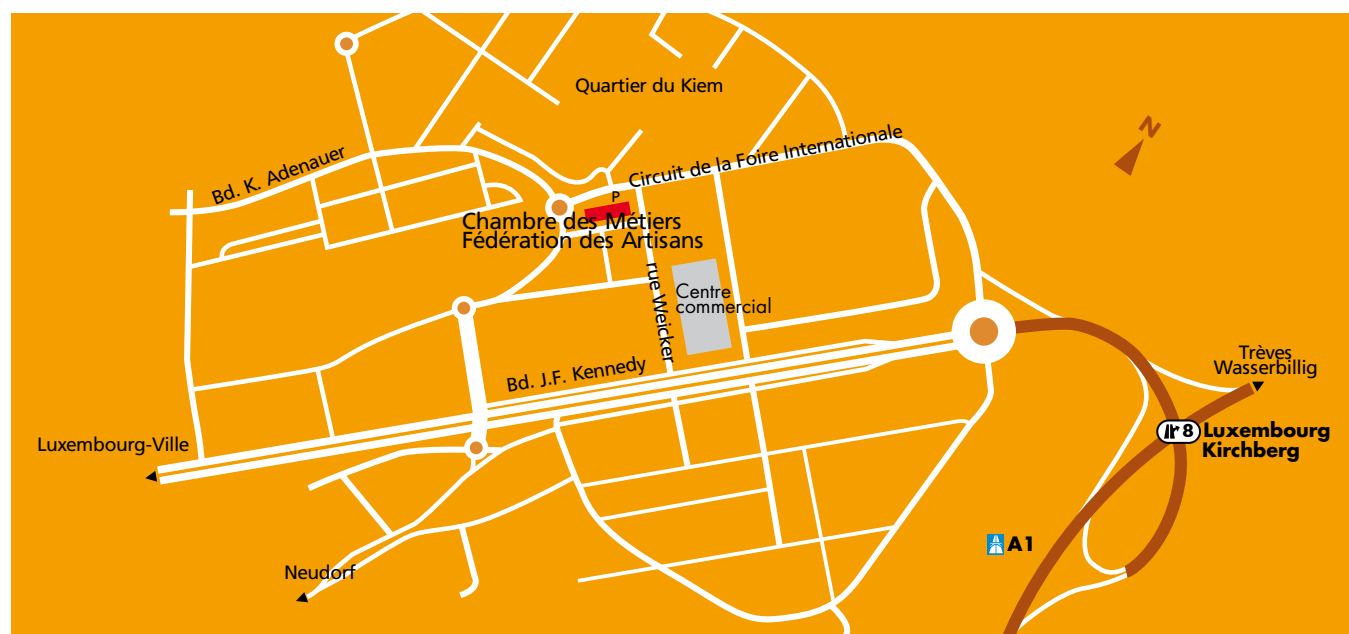 Quartier du Kiem
N
Circuit de la Foire Internationale
Bd. K. Adenauer
P
Chambre des Métiers
Fédération des Artisans
rue Weicker
Centre
commercial
Bd. J.F. Kennedy
Trèves
Wasserbillig
Luxembourg-Ville
8 Luxembourg
Kirchberg
A1
Neudorf